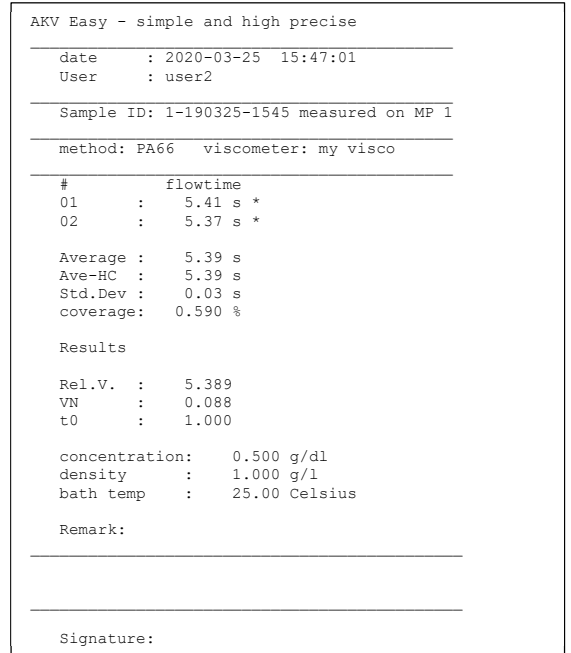 AKV Easy - simple and high precise
date : 2020-03-25 15:47:01
User : user2
Sample ID: 1-190325-1545 measured on MP 1
method: PA66 viscometer: my visco
# flowtime
01 : 5.41 s *
02 : 5.37 s *
Average : 5.39 s
Ave-HC : 5.39 s
Std.Dev : 0.03 s
coverage: 0.590 %
Results
Rel.V. : 5.389
VN : 0.088
t0 : 1.000
concentration: 0.500 g/dl
density : 1.000 g/l
bath temp : 25.00 Celsius
Remark:
Signature: